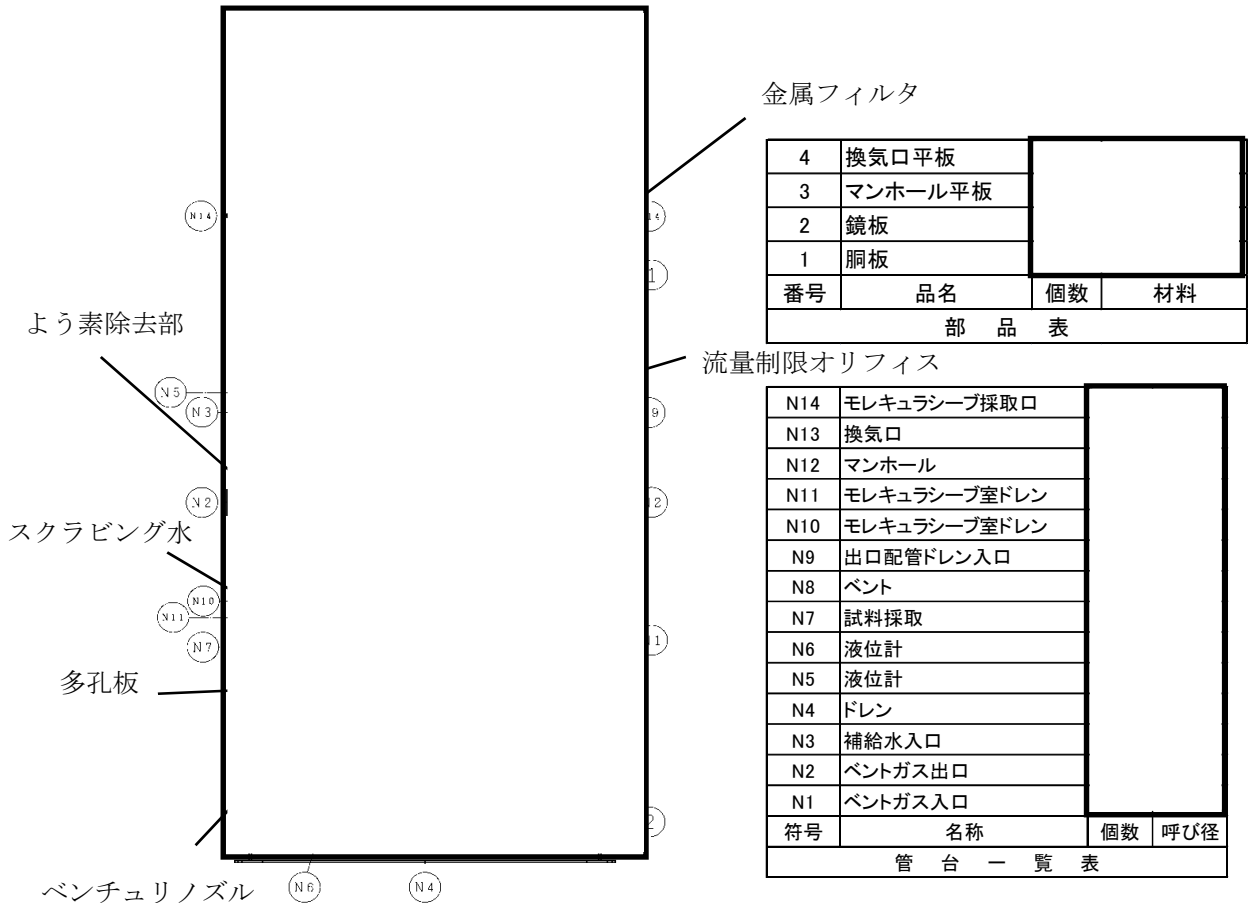 金属フィルタ
4 換気口平板
3 マンホール平板
2 鏡板
1 胴板
番号 品名 個数 材料
部 品 表
N14
14
1
よう素除去部
流量制限オリフィス
N5
N3
9
N2
2
スクラビング水
N10
N11
1
N7
多孔板
2
ベンチュリノズル
N6
N4
N14 モレキュラシーブ採取口
N13 換気口
N12 マンホール
N11 モレキュラシーブ室ドレン
N10 モレキュラシーブ室ドレン
N9 出口配管ドレン入口
N8 ベント
N7 試料採取
N6 液位計
N5 液位計
N4 ドレン
N3 補給水入口
N2 ベントガス出口
N1 ベントガス入口
符号 名称 個数 呼び径
管 台 一 覧 表